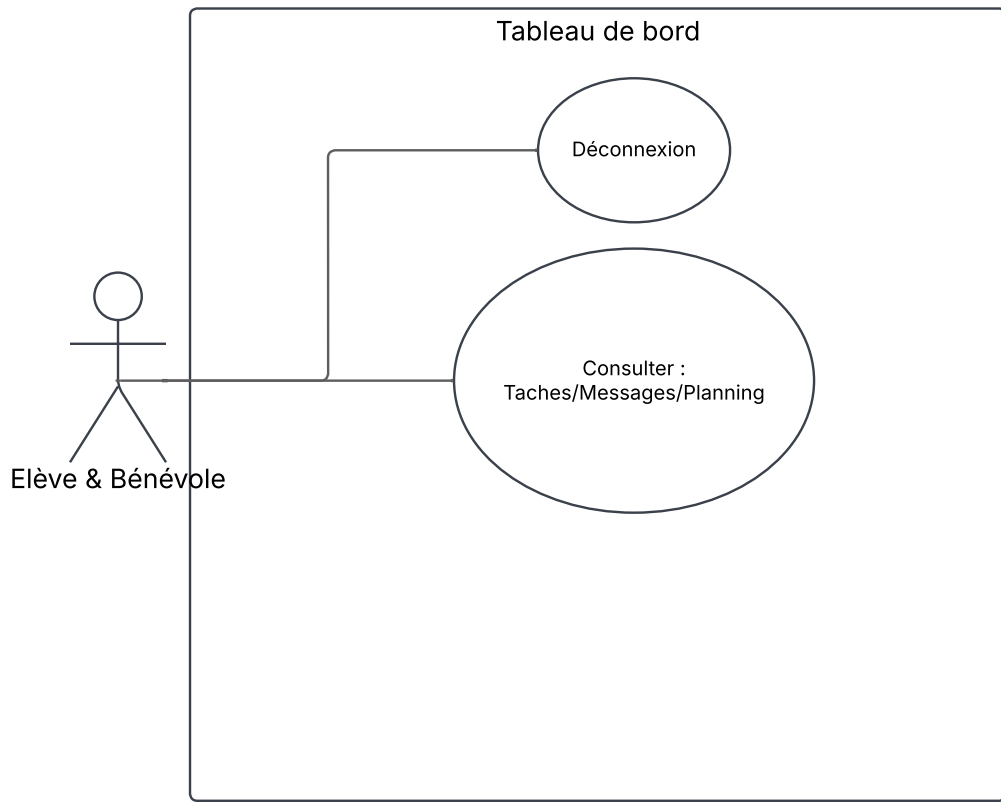 Tableau de bord
Déconnexion
Consulter :
Taches/Messages/Planning
Elève & Bénévole